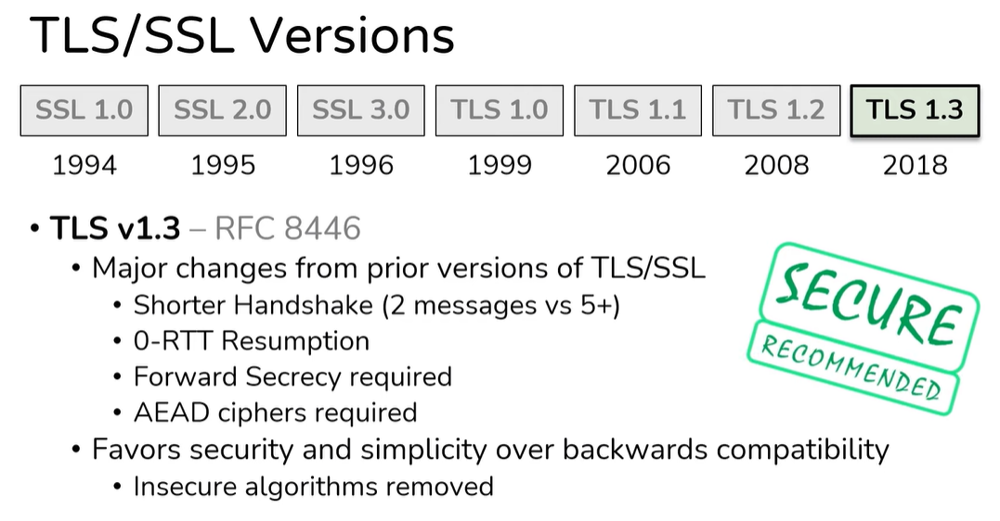 TLS/SSL Versions
SSL 1.0 SSL 2.0 SSL 3.0 TLS 1.0 TLS 1.1 TLS 1.2 TLS 1.3
1994 1995 1996 1999 2006 2008 2018
• TLS v1.3 – RFC 8446
• Major changes from prior versions of TLS/SSL
• Shorter Handshake (2 messages vs 5+)
• 0-RTT Resumption
• Forward Secrecy required
• AEAD ciphers required
• Favors security and simplicity over backwards compatibility
• Insecure algorithms removed
SECURE
RECOMMENDED